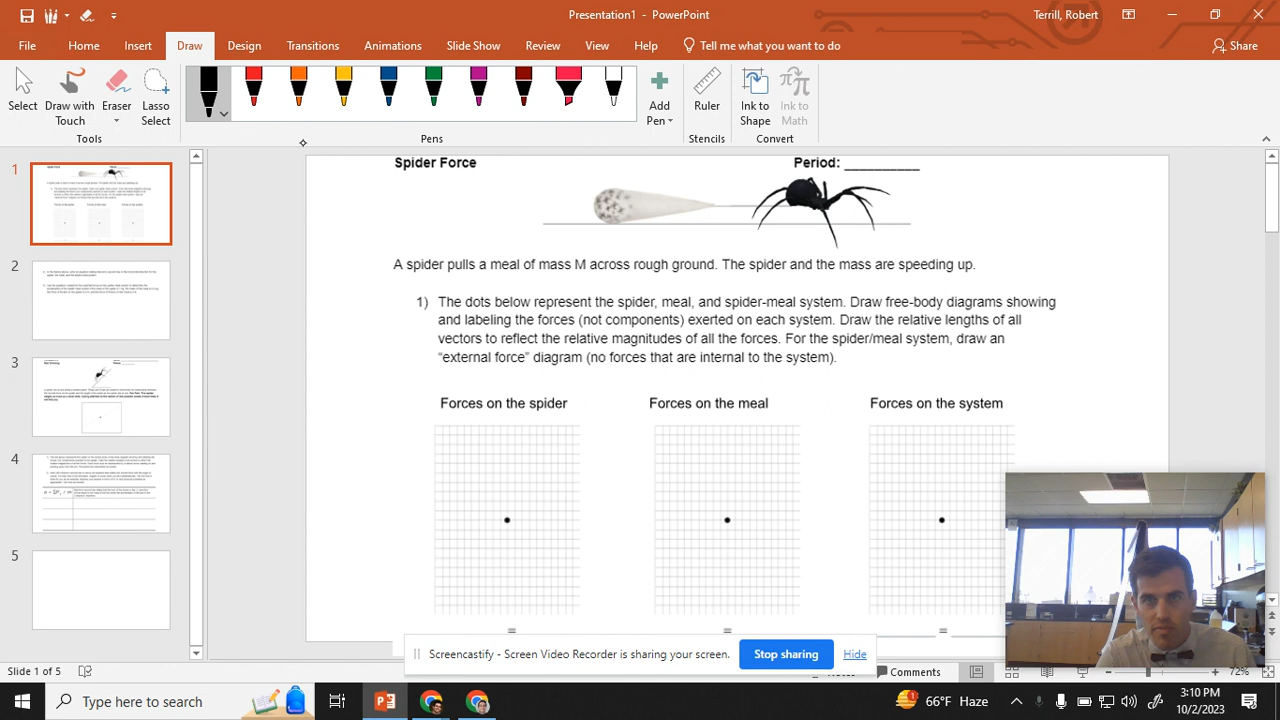 Presentation1 - PowerPoint
Terrill, Robert
File Home Insert Draw Design Transitions Animations Slide Show Review View Help Tell me what you want to do Share
Select
Draw with Touch
Eraser
Lasso Select
Add Pen
Ruler
Ink to Shape
Ink to Math
Tools Pens Stencils Convert
1
2
3
4
5
Spider Force Period: __________
A spider pulls a meal of mass M across rough ground. The spider and the mass are speeding up.
1) The dots below represent the spider, meal, and spider-meal system. Draw free-body diagrams showing
and labeling the forces (not components) exerted on each system. Draw the relative lengths of all
vectors to reflect the relative magnitudes of all the forces. For the spider/meal system, draw an
“external force” diagram (no forces that are internal to the system).
Forces on the spider Forces on the meal Forces on the system
Screencastify - Screen Video Recorder is sharing your screen. Stop sharing Hide
Slide 1 of 5 Comments 72%
Type here to search
1
66°F Haze
3:10 PM
10/2/2023